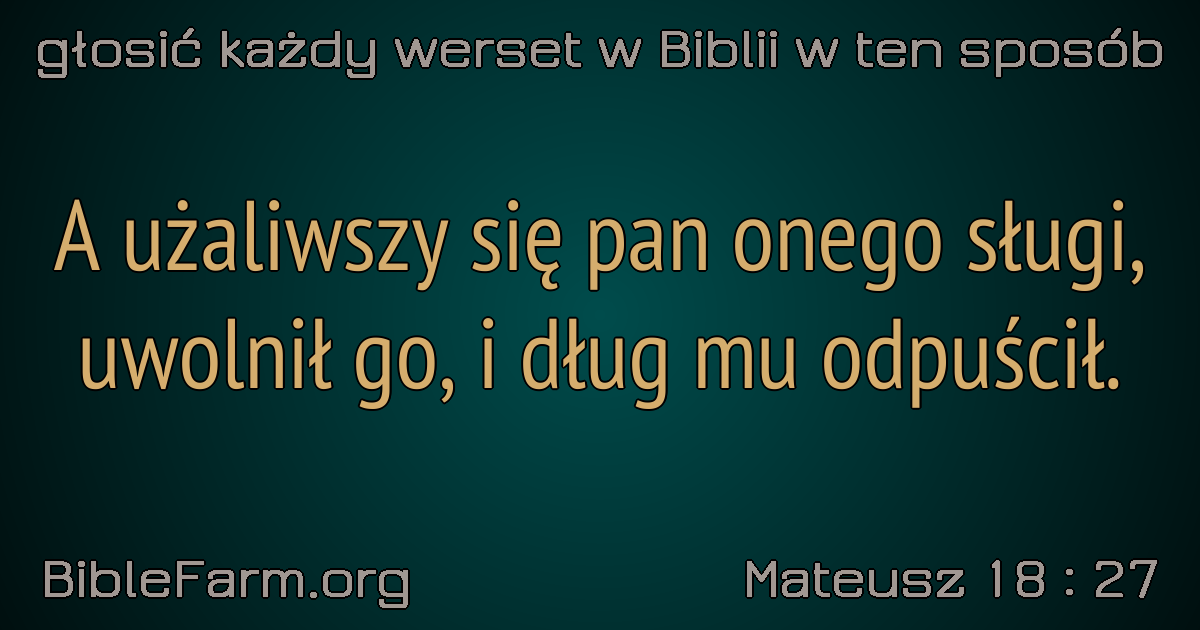 głosić każdy werset w Biblii w ten sposób
A użaliwszy się pan onego sługi,
uwolnił go, i dług mu odpuścił.
BibleFarm.org
Mateusz 18 : 27